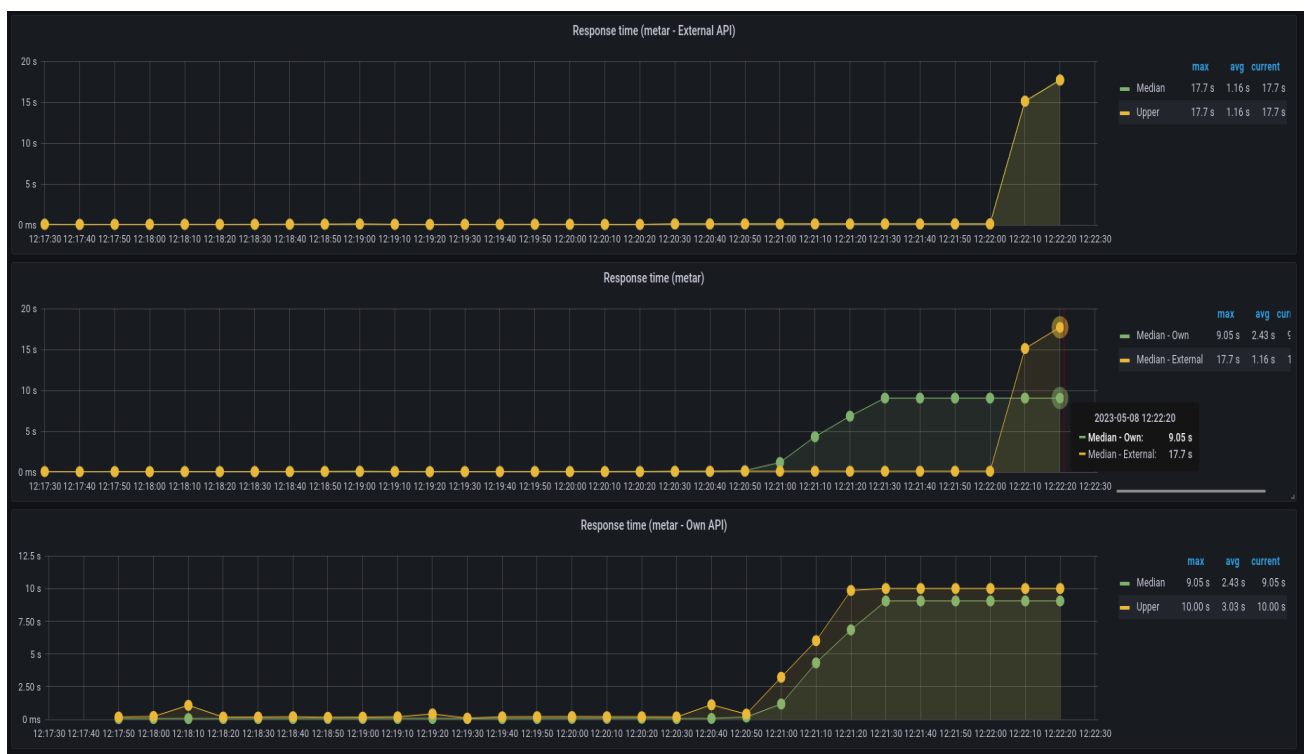 Response time (metar - External API)
max avg current
20 s
Median 17.7 s 1.16 s 17.7 s
15 s
Upper 17.7 s 1.16 s 17.7 s
10 s
5 s
0 ms
12:17:30 12:17:40 12:17:50 12:18:00 12:18:10 12:18:20 12:18:30 12:18:40 12:18:50 12:19:00 12:19:10 12:19:20 12:19:30 12:19:40 12:19:50 12:20:00 12:20:10 12:20:20 12:20:30 12:20:40 12:20:50 12:21:00 12:21:10 12:21:20 12:21:30 12:21:40 12:21:50 12:22:00 12:22:10 12:22:20 12:22:30
Response time (metar)
max avg curr
20 s
Median - Own 9.05 s 2.43 s 9
15 s
Median - External 17.7 s 1.16 s 1
10 s
2023-05-08 12:22:20
5 s
Median - Own: 9.05 s
Median - External: 17.7 s
0 ms
12:17:30 12:17:40 12:17:50 12:18:00 12:18:10 12:18:20 12:18:30 12:18:40 12:18:50 12:19:00 12:19:10 12:19:20 12:19:30 12:19:40 12:19:50 12:20:00 12:20:10 12:20:20 12:20:30 12:20:40 12:20:50 12:21:00 12:21:10 12:21:20 12:21:30 12:21:40 12:21:50 12:22:00 12:22:10 12:22:20 12:22:30
Response time (metar - Own API)
12.5 s
max avg current
Median 9.05 s 2.43 s 9.05 s
10 s
Upper 10.00 s 3.03 s 10.00 s
7.50 s
5 s
2.50 s
0 ms
12:17:30 12:17:40 12:17:50 12:18:00 12:18:10 12:18:20 12:18:30 12:18:40 12:18:50 12:19:00 12:19:10 12:19:20 12:19:30 12:19:40 12:19:50 12:20:00 12:20:10 12:20:20 12:20:30 12:20:40 12:20:50 12:21:00 12:21:10 12:21:20 12:21:30 12:21:40 12:21:50 12:22:00 12:22:10 12:22:20 12:22:30